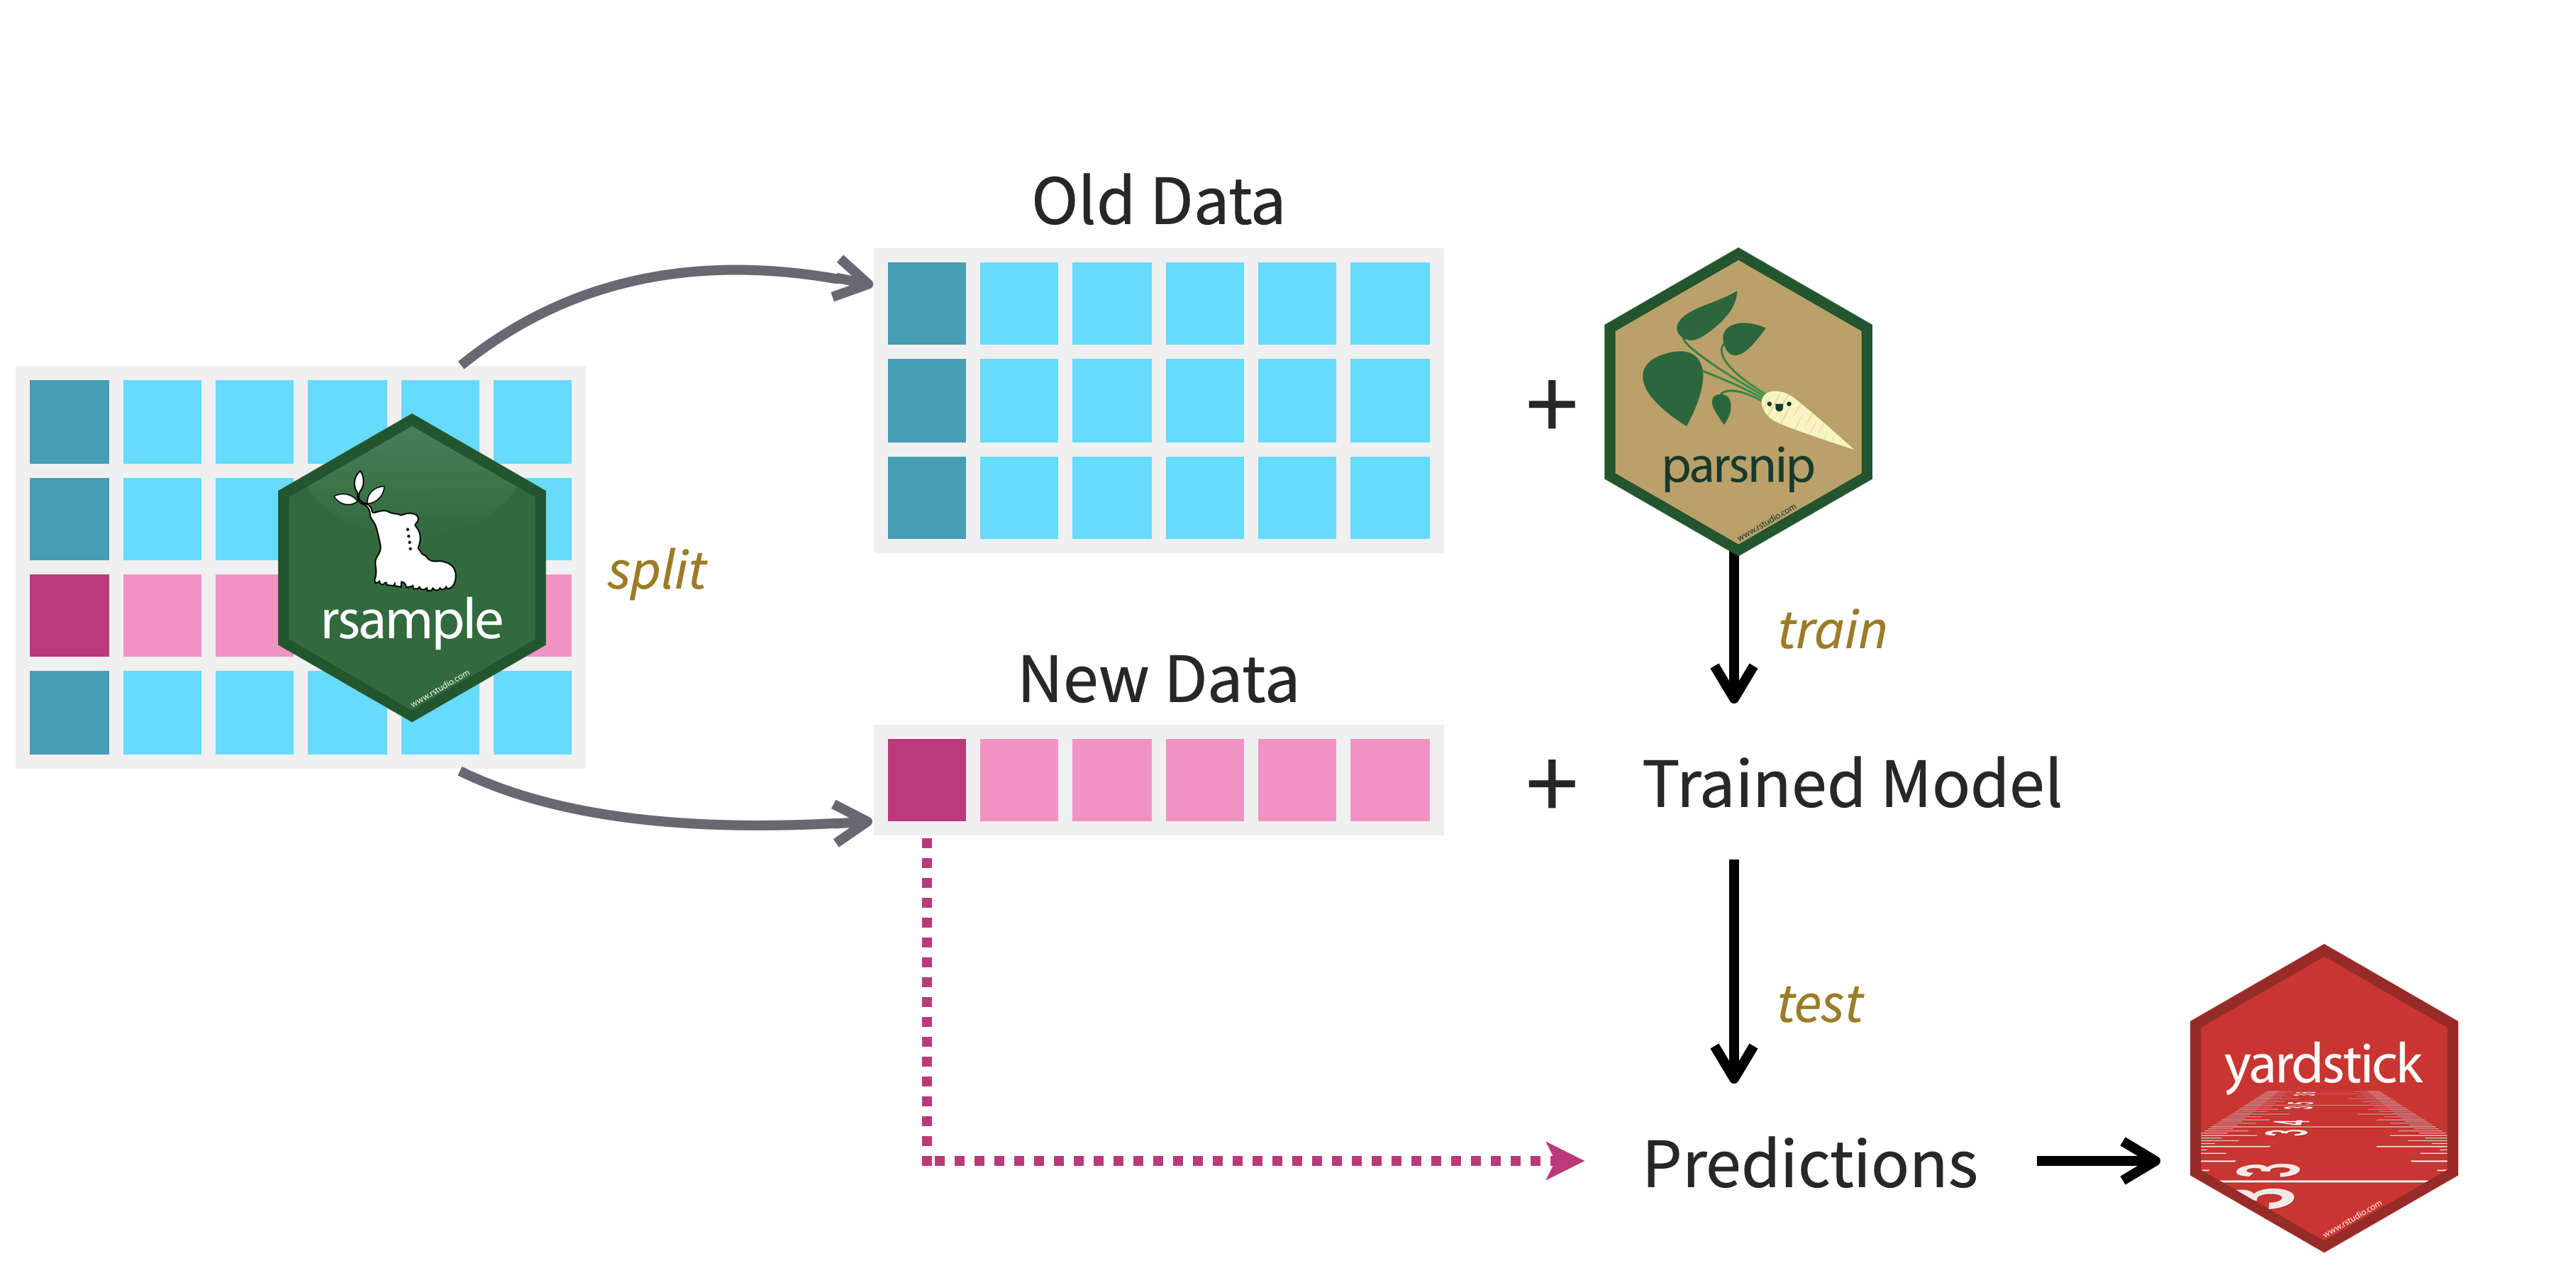 Old Data
+
parsnip
www.rstudio.com
rsample
www.rstudio.com
split
train
New Data
+
Trained Model
test
Predictions
yardstick
www.rstudio.com